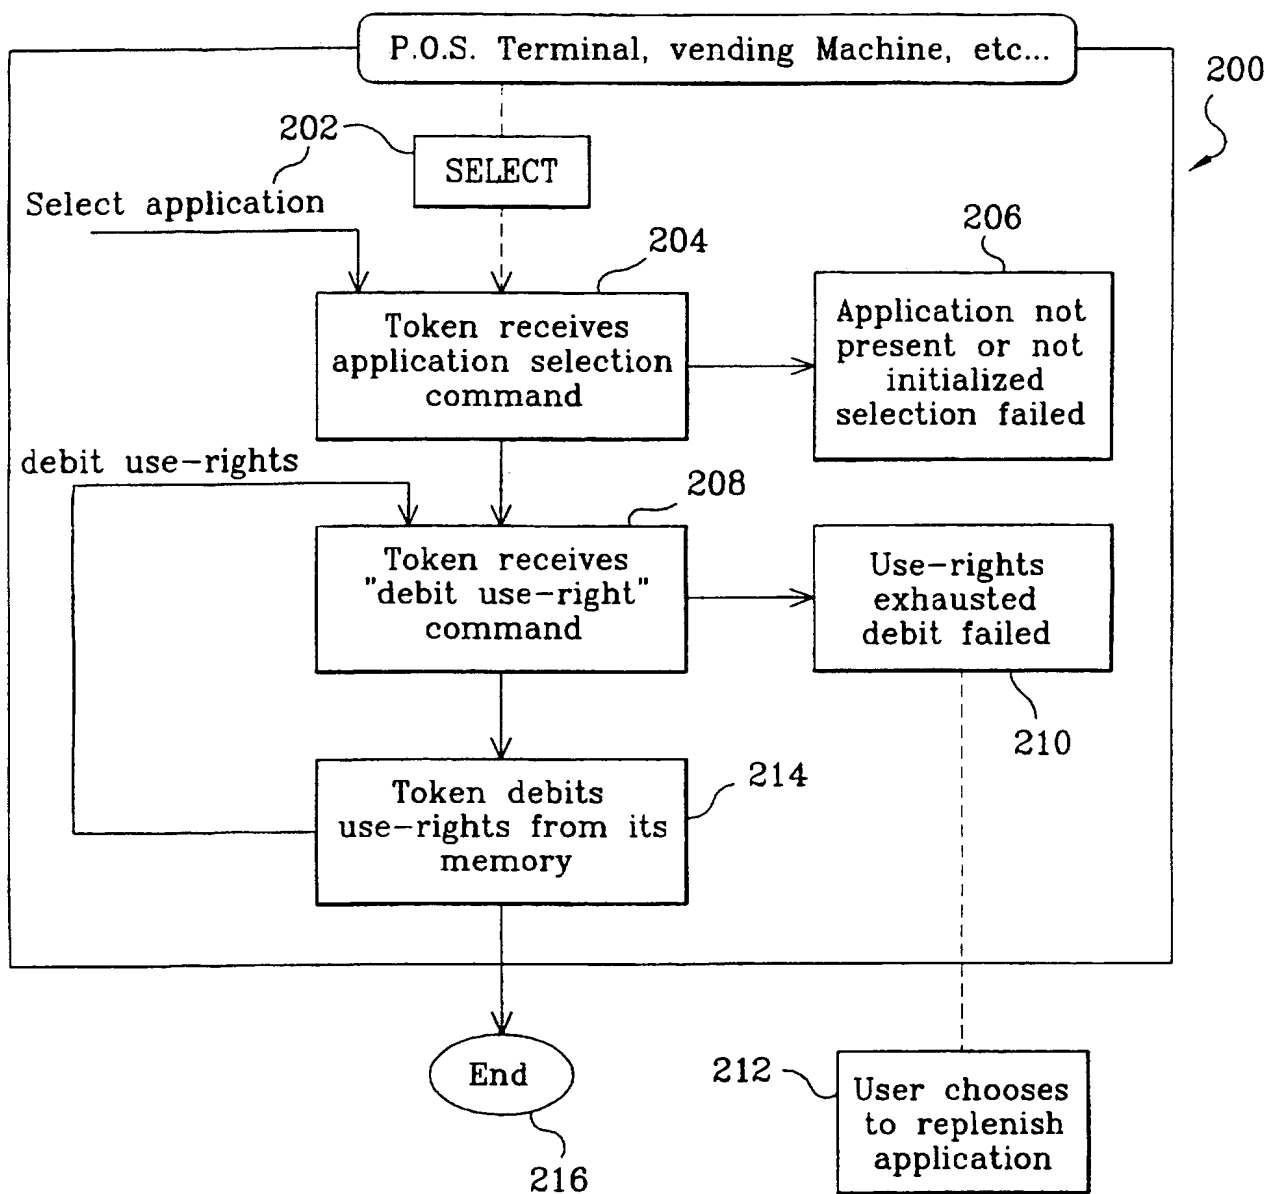 P.O.S. Terminal, vending Machine, etc...
200
202
SELECT
Select application
204
206
Token receives
application selection
command
Application not
present or not
initialized
selection failed
debit use-rights
208
Token receives
"debit use-right"
command
Use-rights
exhausted
debit failed
210
214
Token debits
use-rights from its
memory
End
216
212
User chooses
to replenish
application